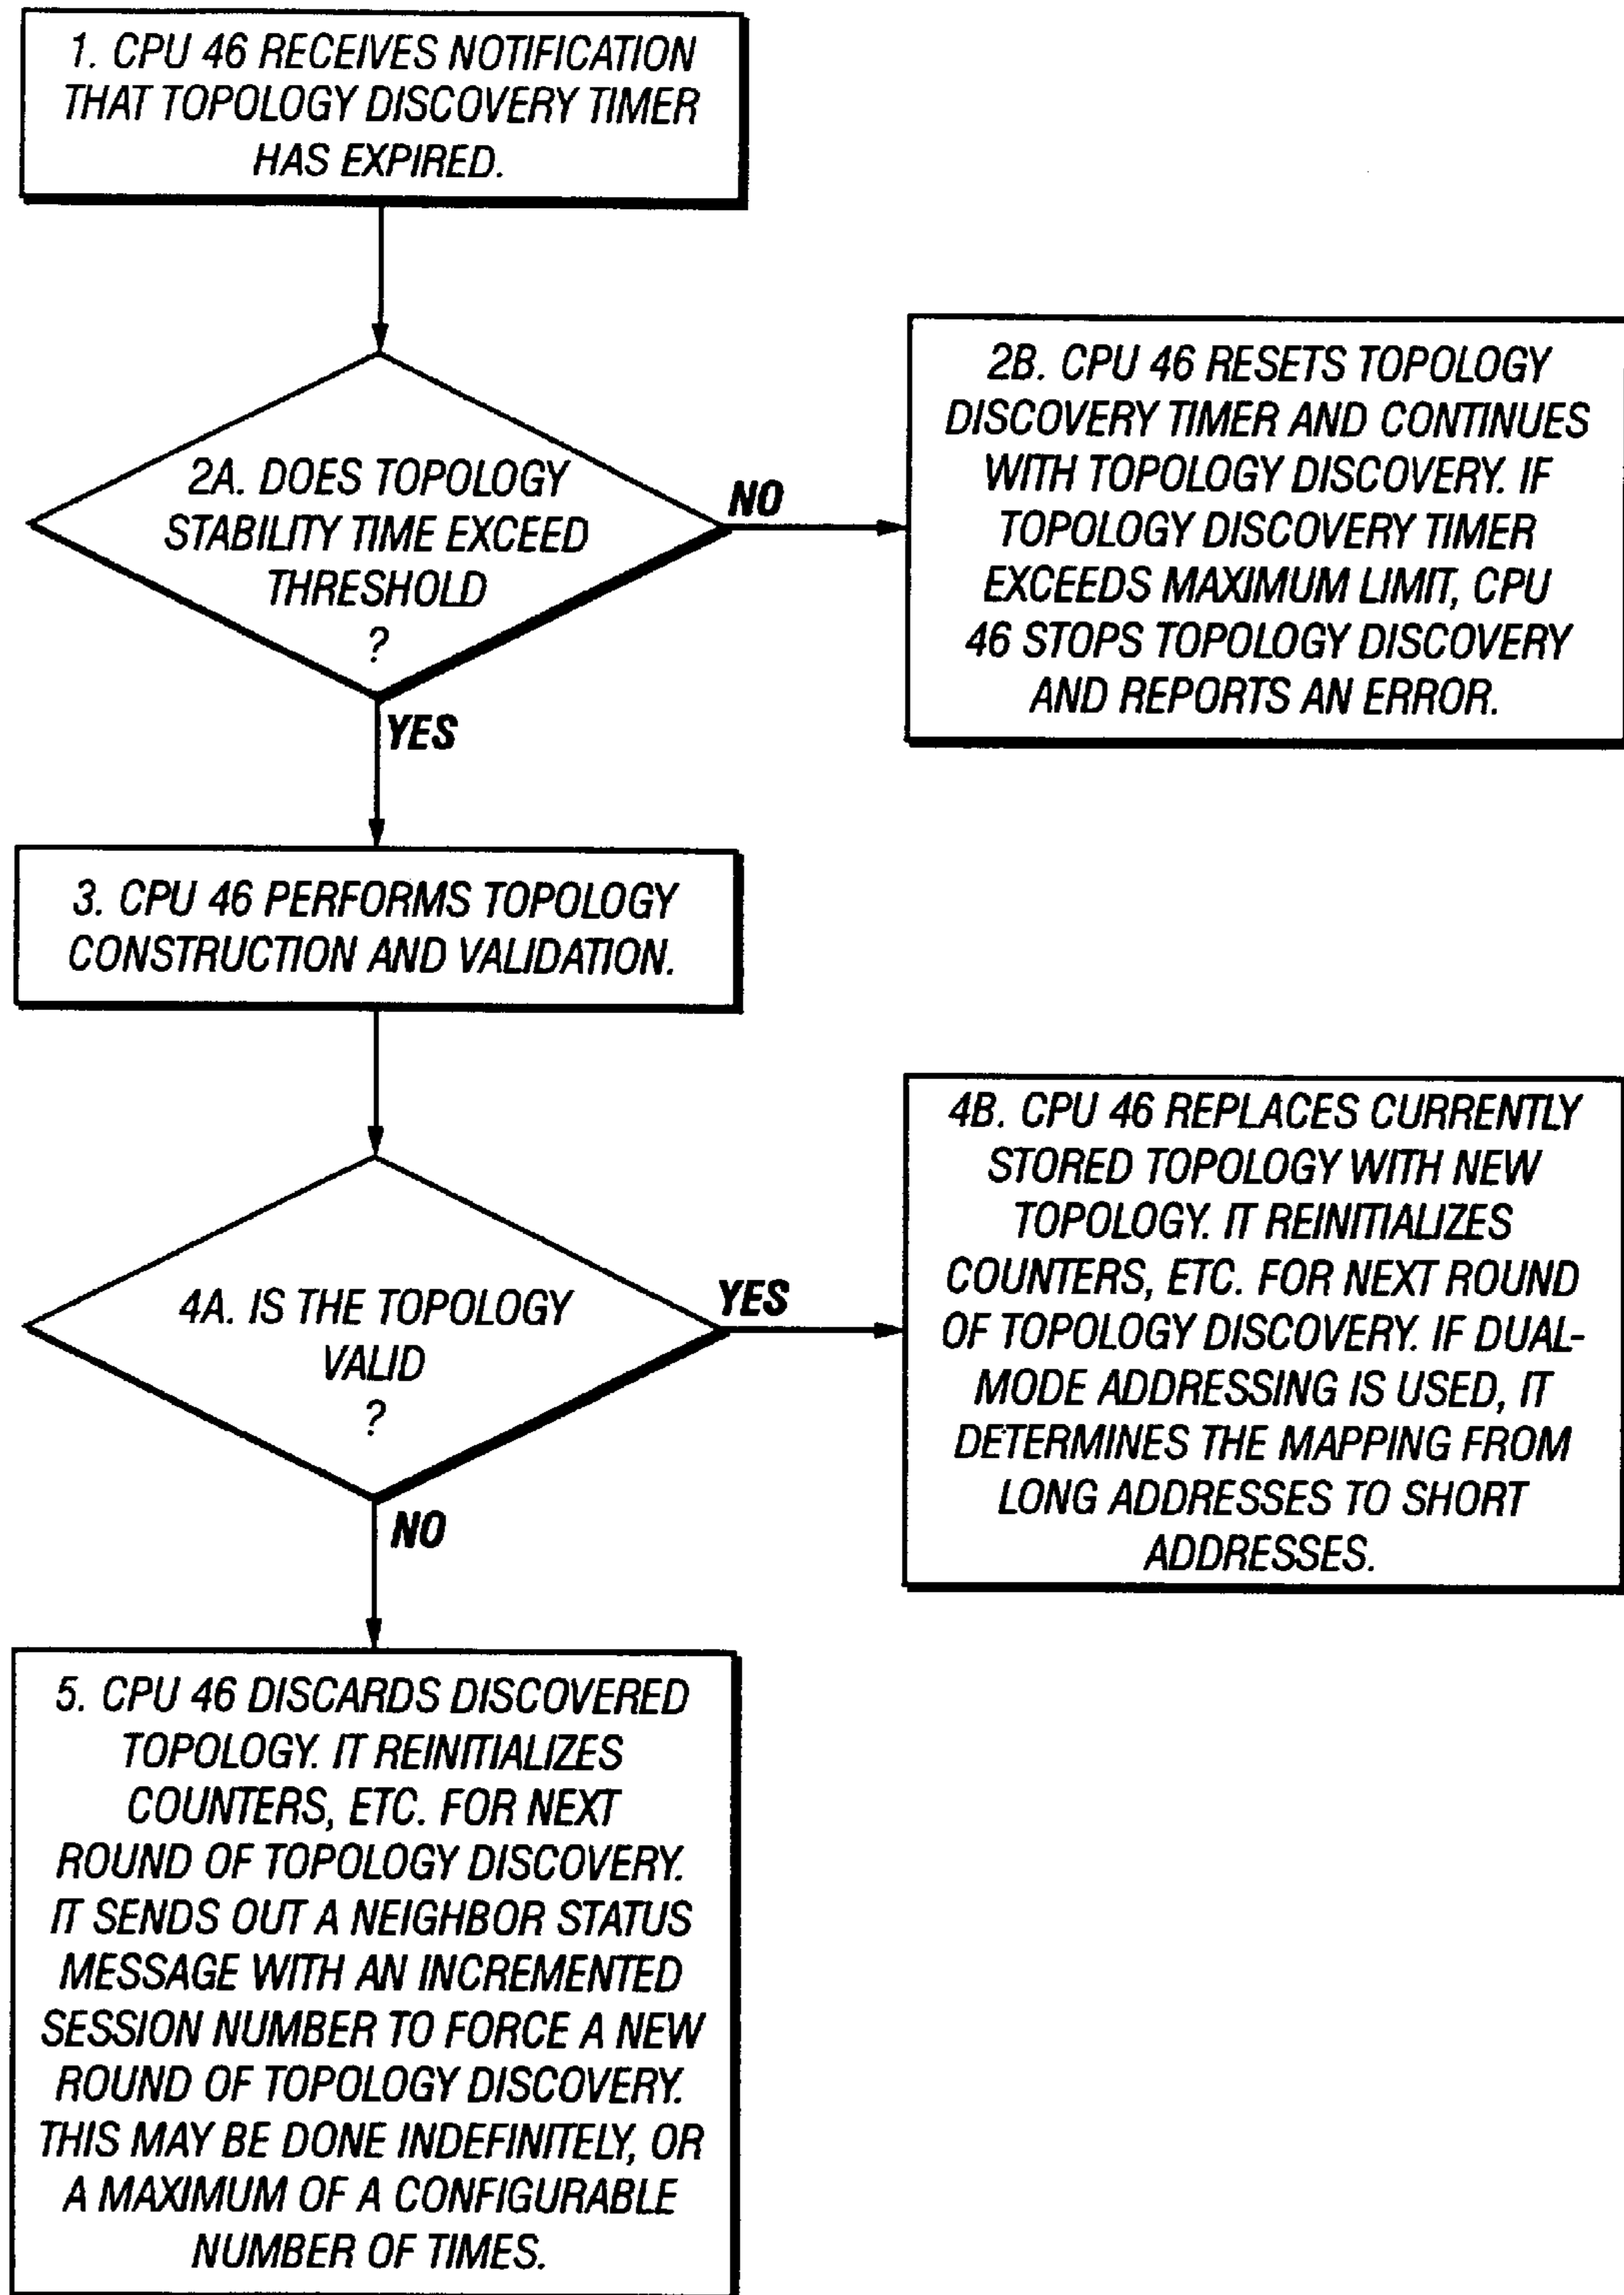 1. CPU 46 RECEIVES NOTIFICATION
THAT TOPOLOGY DISCOVERY TIMER
HAS EXPIRED.
2A. DOES TOPOLOGY
STABILITY TIME EXCEED
THRESHOLD
?
NO
2B. CPU 46 RESETS TOPOLOGY
DISCOVERY TIMER AND CONTINUES
WITH TOPOLOGY DISCOVERY. IF
TOPOLOGY DISCOVERY TIMER
EXCEEDS MAXIMUM LIMIT, CPU
46 STOPS TOPOLOGY DISCOVERY
AND REPORTS AN ERROR.
YES
3. CPU 46 PERFORMS TOPOLOGY
CONSTRUCTION AND VALIDATION.
4A. IS THE TOPOLOGY
VALID
?
YES
4B. CPU 46 REPLACES CURRENTLY
STORED TOPOLOGY WITH NEW
TOPOLOGY. IT REINITIALIZES
COUNTERS, ETC. FOR NEXT ROUND
OF TOPOLOGY DISCOVERY. IF DUAL-
MODE ADDRESSING IS USED, IT
DETERMINES THE MAPPING FROM
LONG ADDRESSES TO SHORT
ADDRESSES.
NO
5. CPU 46 DISCARDS DISCOVERED
TOPOLOGY. IT REINITIALIZES
COUNTERS, ETC. FOR NEXT
ROUND OF TOPOLOGY DISCOVERY.
IT SENDS OUT A NEIGHBOR STATUS
MESSAGE WITH AN INCREMENTED
SESSION NUMBER TO FORCE A NEW
ROUND OF TOPOLOGY DISCOVERY.
THIS MAY BE DONE INDEFINITELY, OR
A MAXIMUM OF A CONFIGURABLE
NUMBER OF TIMES.